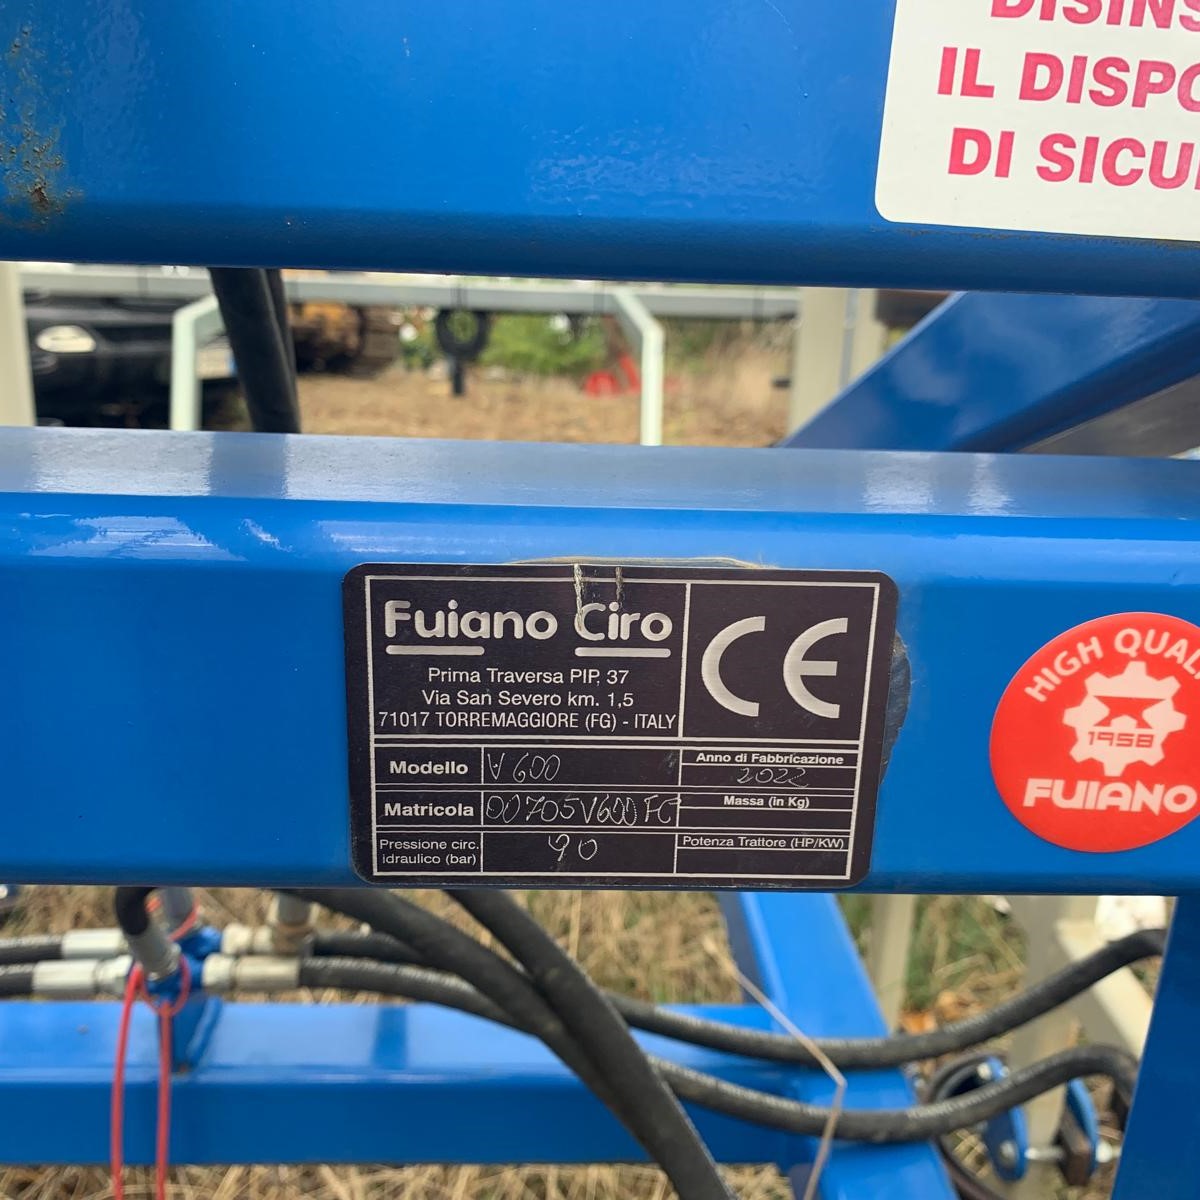 DISINS
IL DISPO
DI SICU
Fuiano Ciro
Prima Traversa PIP, 37
Via San Severo km. 1,5
71017 TORREMAGGIORE (FG) - ITALY
CE
Modello V600
Anno di Fabbricazione
2022
Matricola 00705V600FG
Massa (in Kg)
Pressione circ.
idraulico (bar) 90
Potenza Trattore (HP/KW)
HIGH QUALI
1958
FUIANO